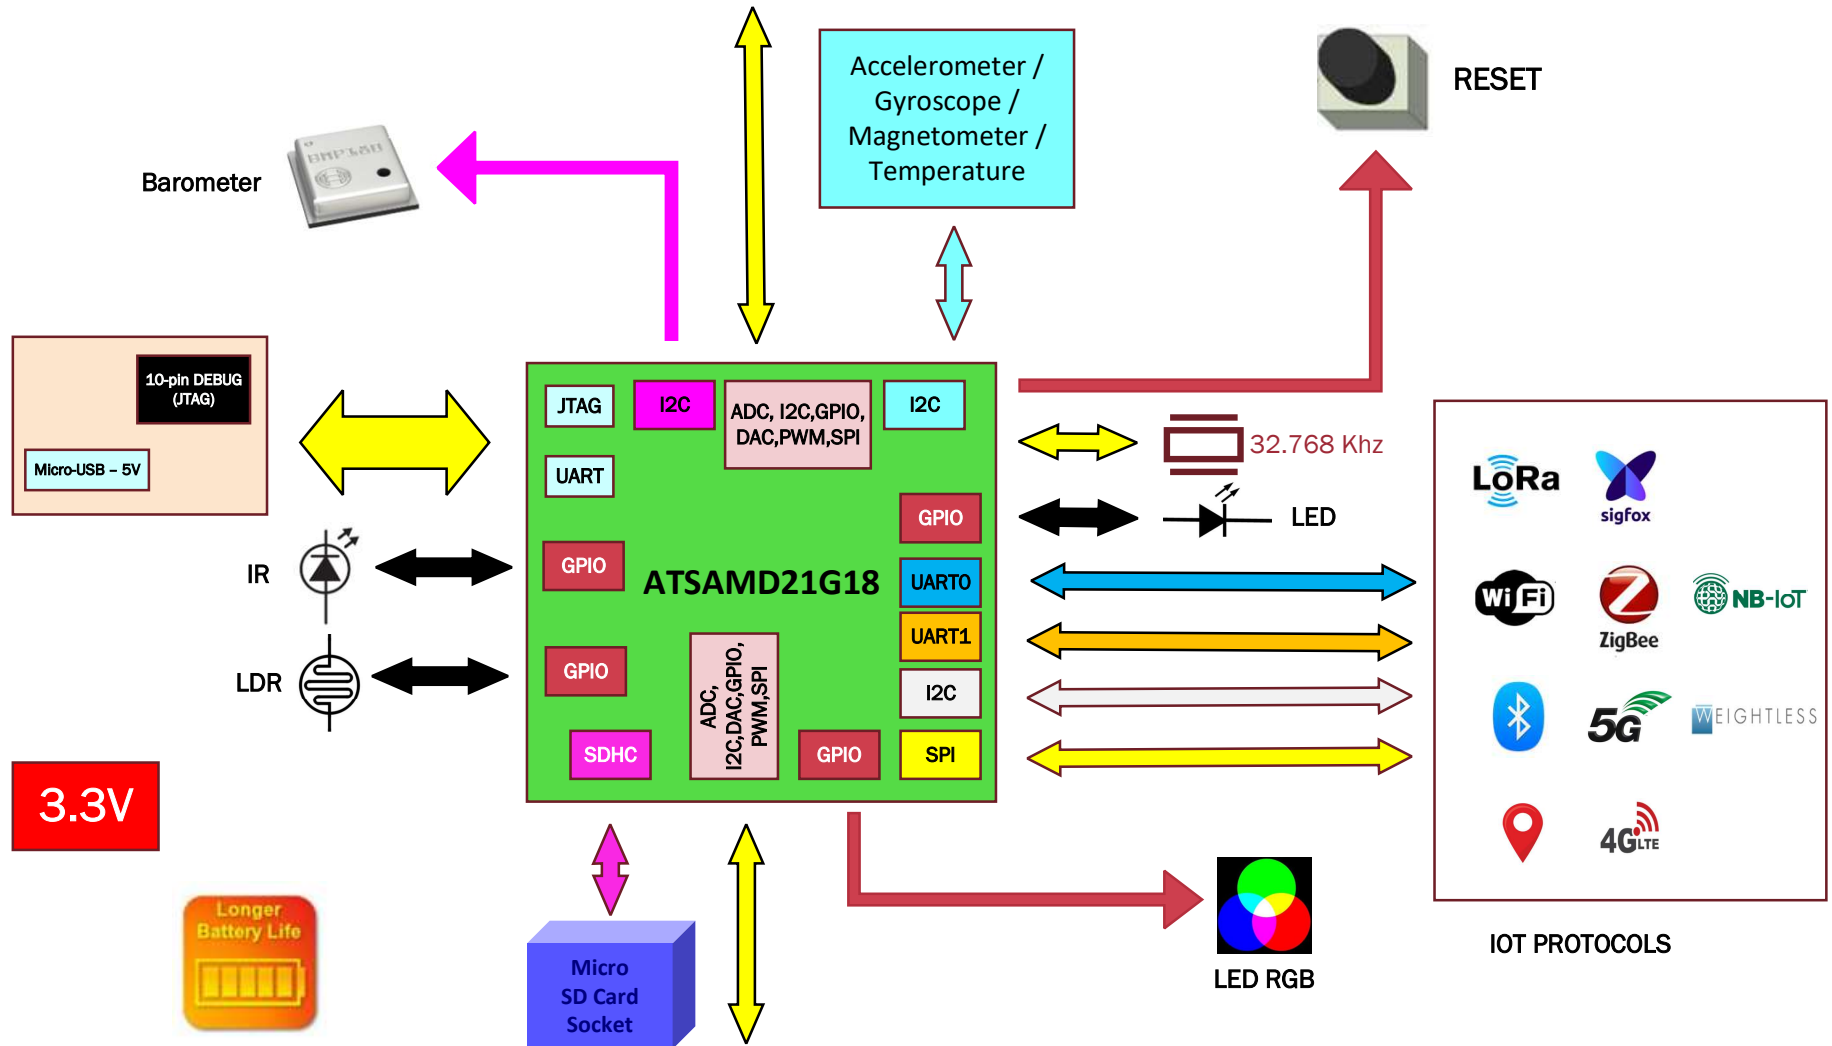 Accelerometer /
Gyroscope /
Magnetometer /
Temperature
RESET
Barometer
10-pin DEBUG
(JTAG)
Micro-USB – 5V
JTAG
I2C
ADC, I2C,GPIO,
DAC,PWM,SPI
I2C
UART
GPIO
GPIO
ATSAMD21G18
UART0
UART1
GPIO
I2C
ADC,
I2C,DAC,GPIO,
PWM,SPI
SDHC
GPIO
SPI
32.768 Khz
LED
IR
LDR
3.3V
Longer
Battery Life
Micro
SD Card
Socket
LED RGB
LoRa
sigfox
WiFi
Z
ZigBee
NB-IoT
5G
WEIGHTLESS
4G LTE
IOT PROTOCOLS